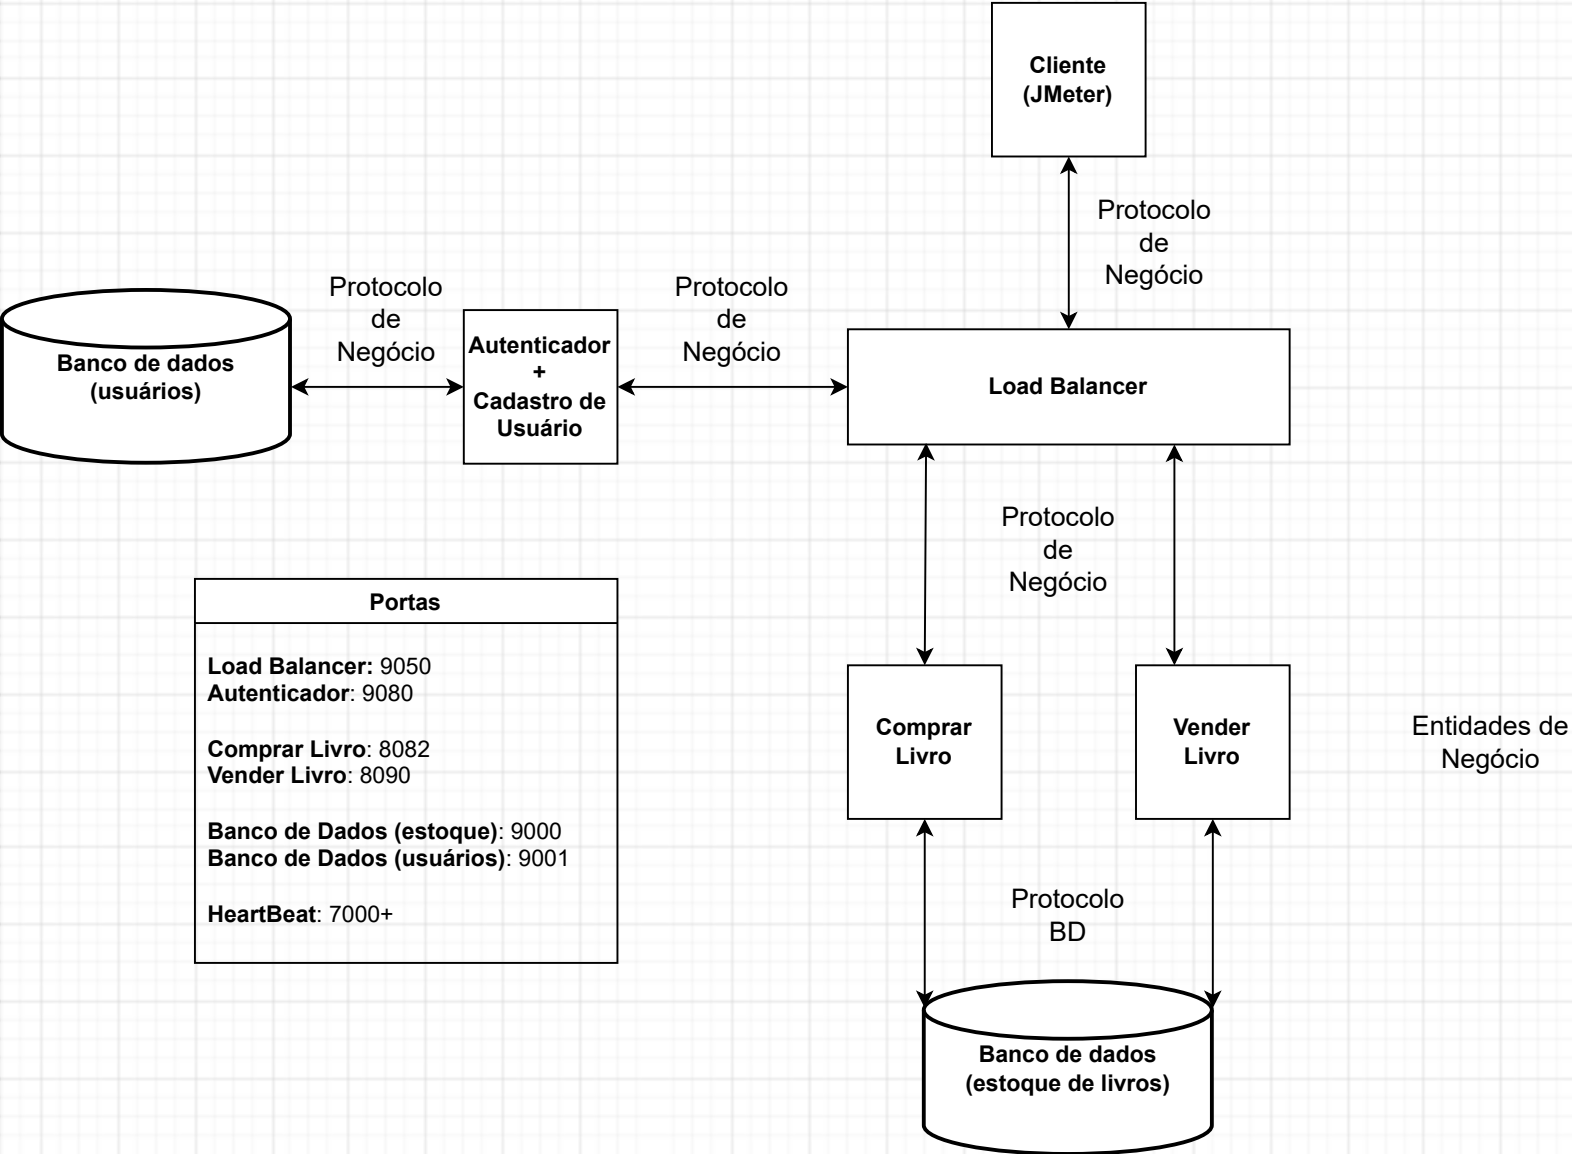 Cliente
(JMeter)
Protocolo
de
Negócio
Protocolo
de
Negócio
Protocolo
de
Negócio
Banco de dados
(usuários)
Autenticador
+
Cadastro de
Usuário
Load Balancer
Protocolo
de
Negócio
Portas
Load Balancer: 9050
Autenticador: 9080
Comprar Livro: 8082
Vender Livro: 8090
Banco de Dados (estoque): 9000
Banco de Dados (usuários): 9001
HeartBeat: 7000+
Comprar
Livro
Vender
Livro
Entidades de
Negócio
Protocolo
BD
Banco de dados
(estoque de livros)